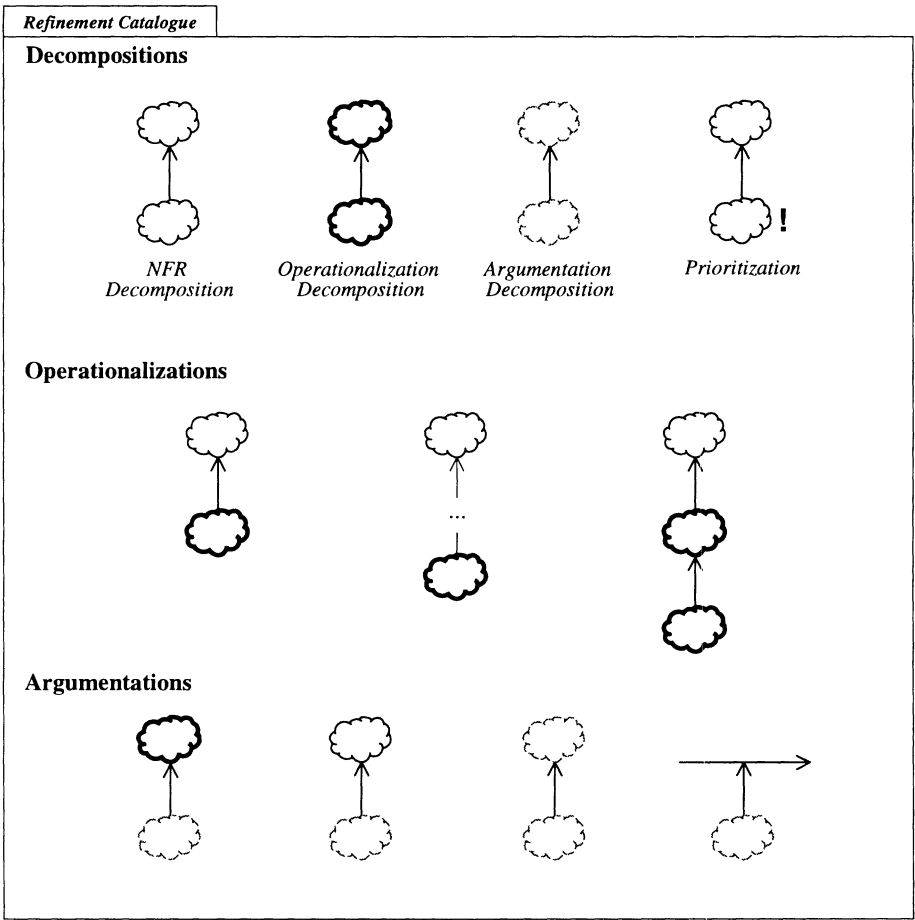 Refinement Catalogue
Decompositions
!
NFR
Decomposition
Operationalization
Decomposition
Argumentation
Decomposition
Prioritization
Operationalizations
...
Argumentations